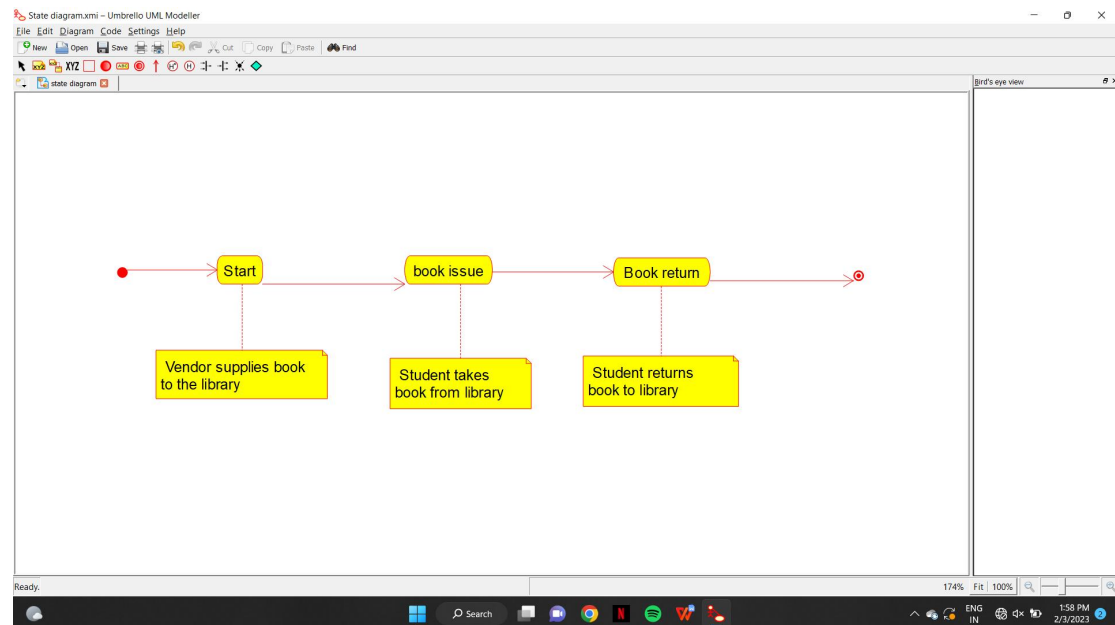 State diagram.xmi – Umbrello UML Modeller
File Edit Diagram Code Settings Help
New Open Save Cut Copy Paste Find
XYZ
state diagram
Bird's eye view
Start
book issue
Book return
Vendor supplies book
to the library
Student takes
book from library
Student returns
book to library
Ready.
174% Fit 100%
Search
ENG
IN
1:58 PM
2/3/2023
2